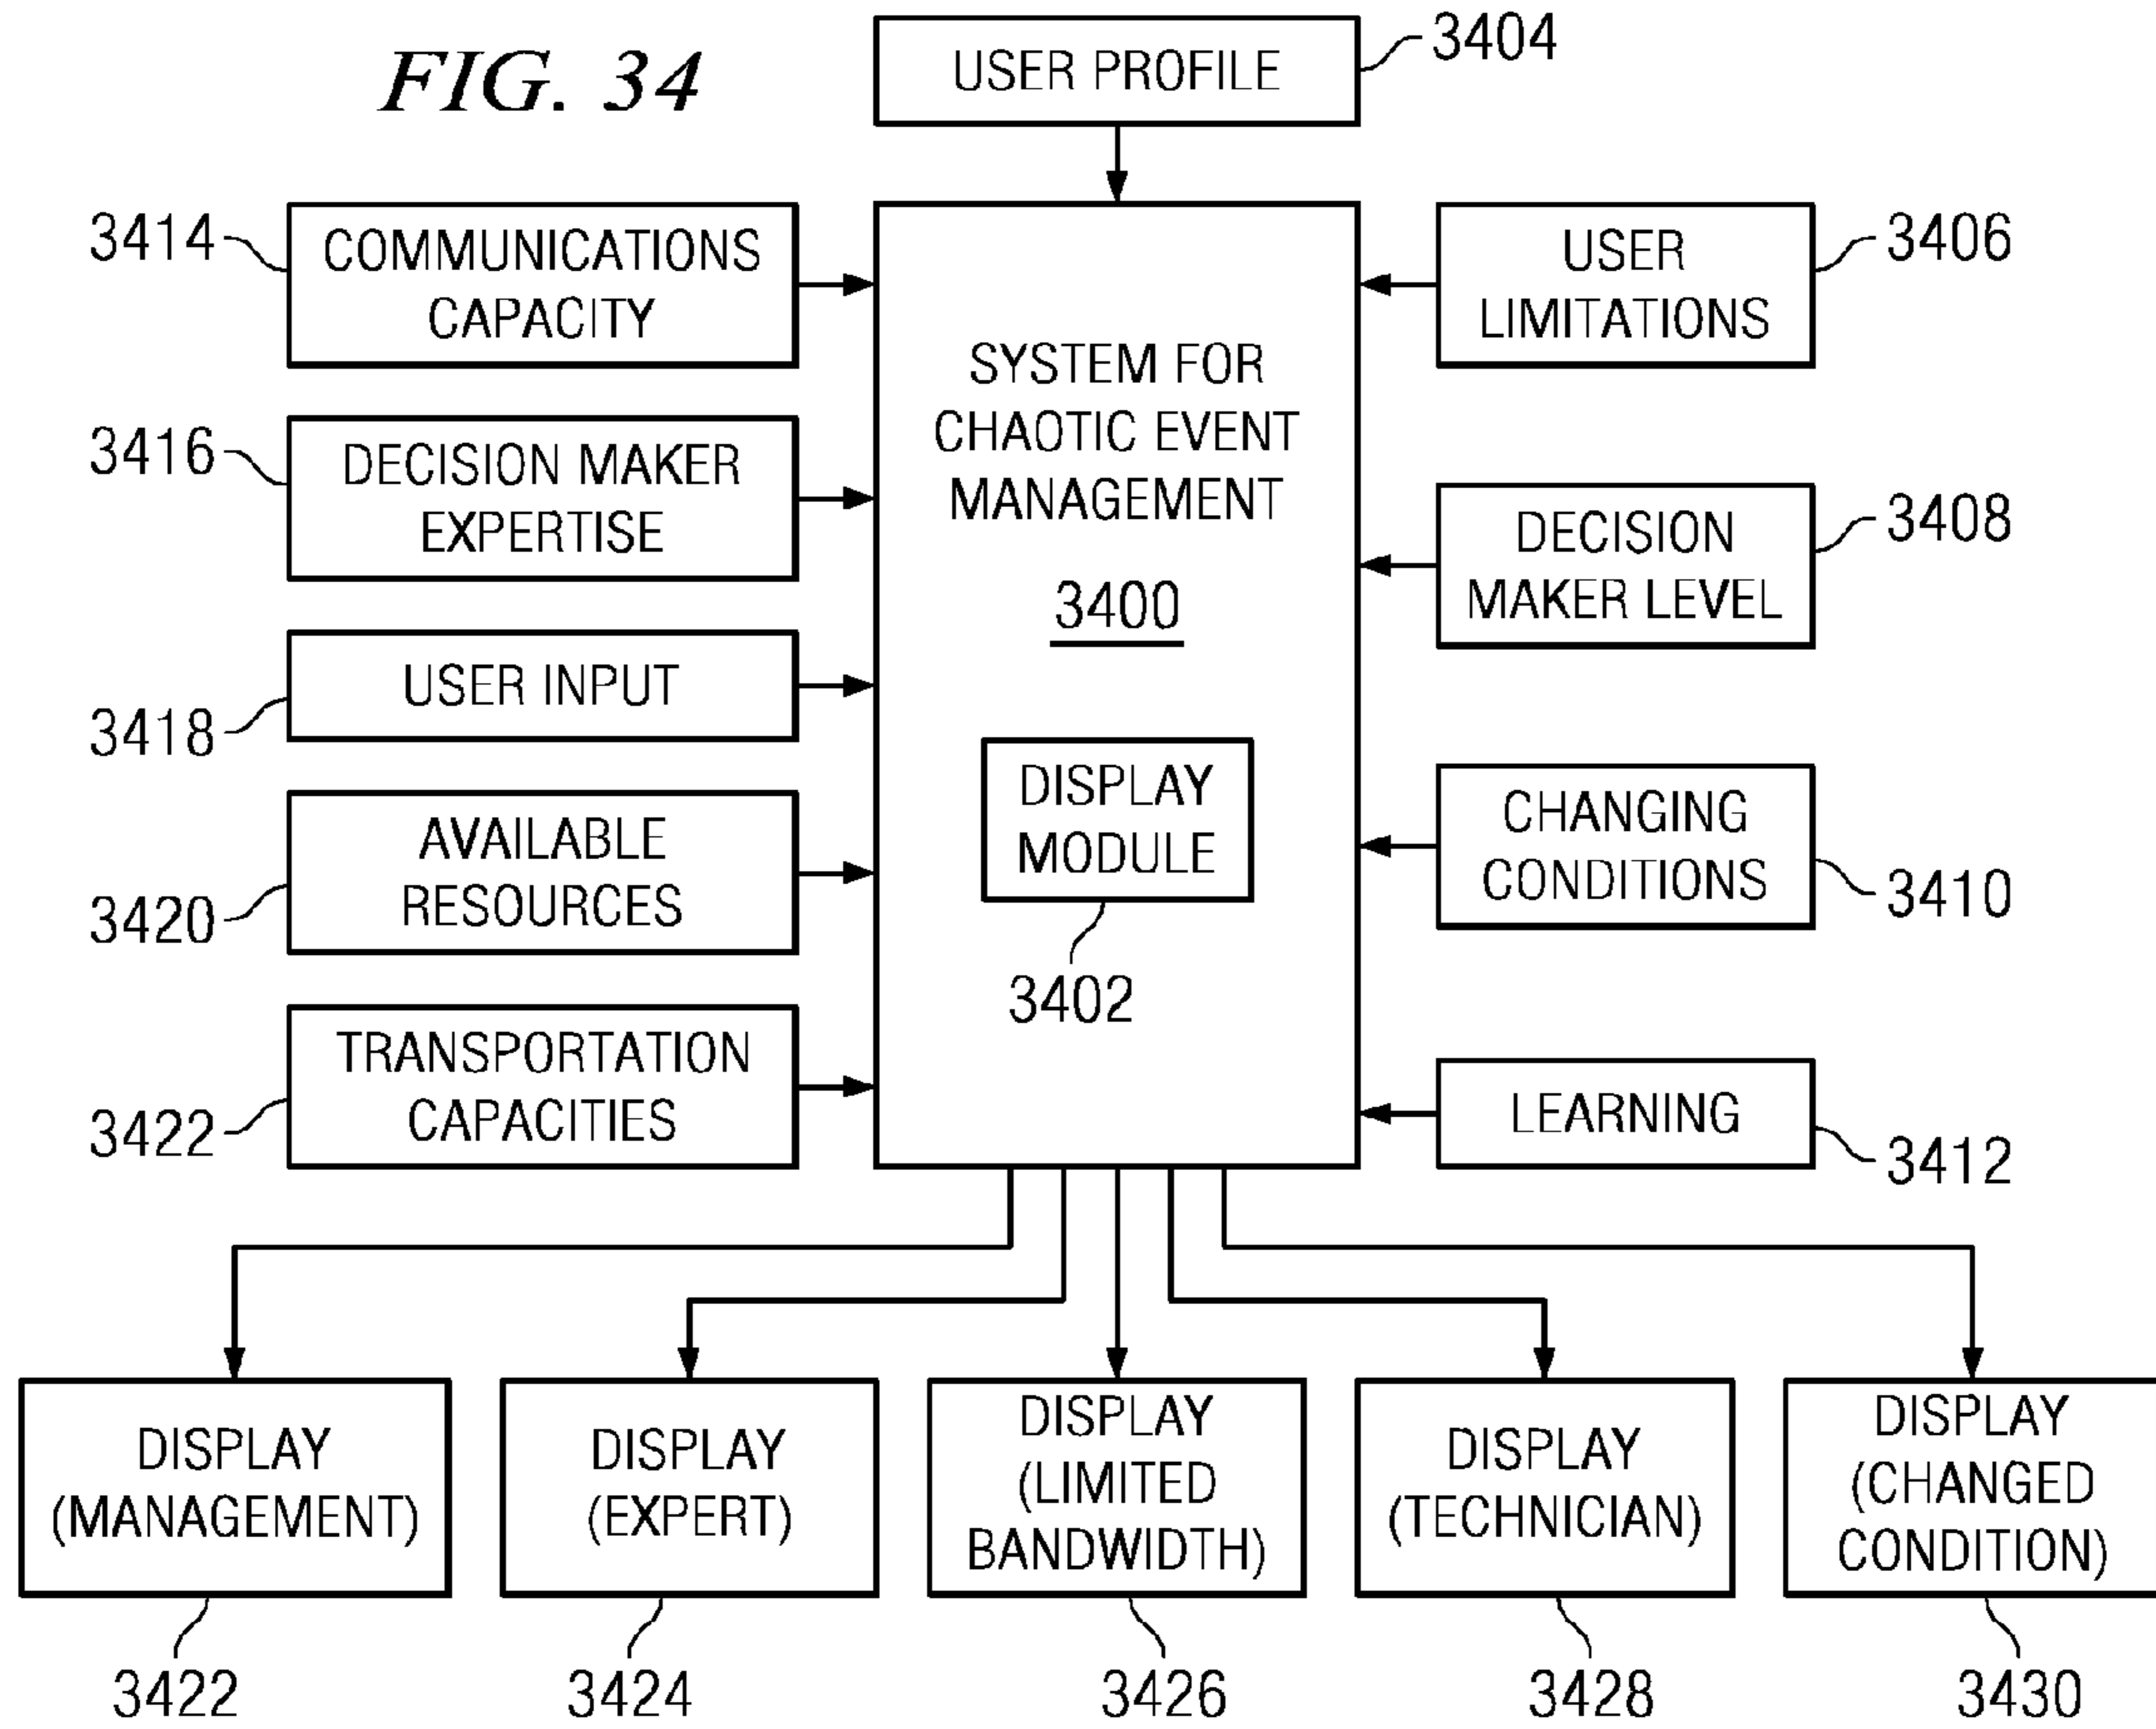 FIG. 34
USER PROFILE
3404
3414
COMMUNICATIONS
CAPACITY
3416
DECISION MAKER
EXPERTISE
3418
USER INPUT
3420
AVAILABLE
RESOURCES
3422
TRANSPORTATION
CAPACITIES
SYSTEM FOR
CHAOTIC EVENT
MANAGEMENT
3400
DISPLAY
MODULE
3402
USER
LIMITATIONS
3406
DECISION
MAKER LEVEL
3408
CHANGING
CONDITIONS
3410
LEARNING
3412
DISPLAY
(MANAGEMENT)
3422
DISPLAY
(EXPERT)
3424
DISPLAY
(LIMITED
BANDWIDTH)
3426
DISPLAY
(TECHNICIAN)
3428
DISPLAY
(CHANGED
CONDITION)
3430